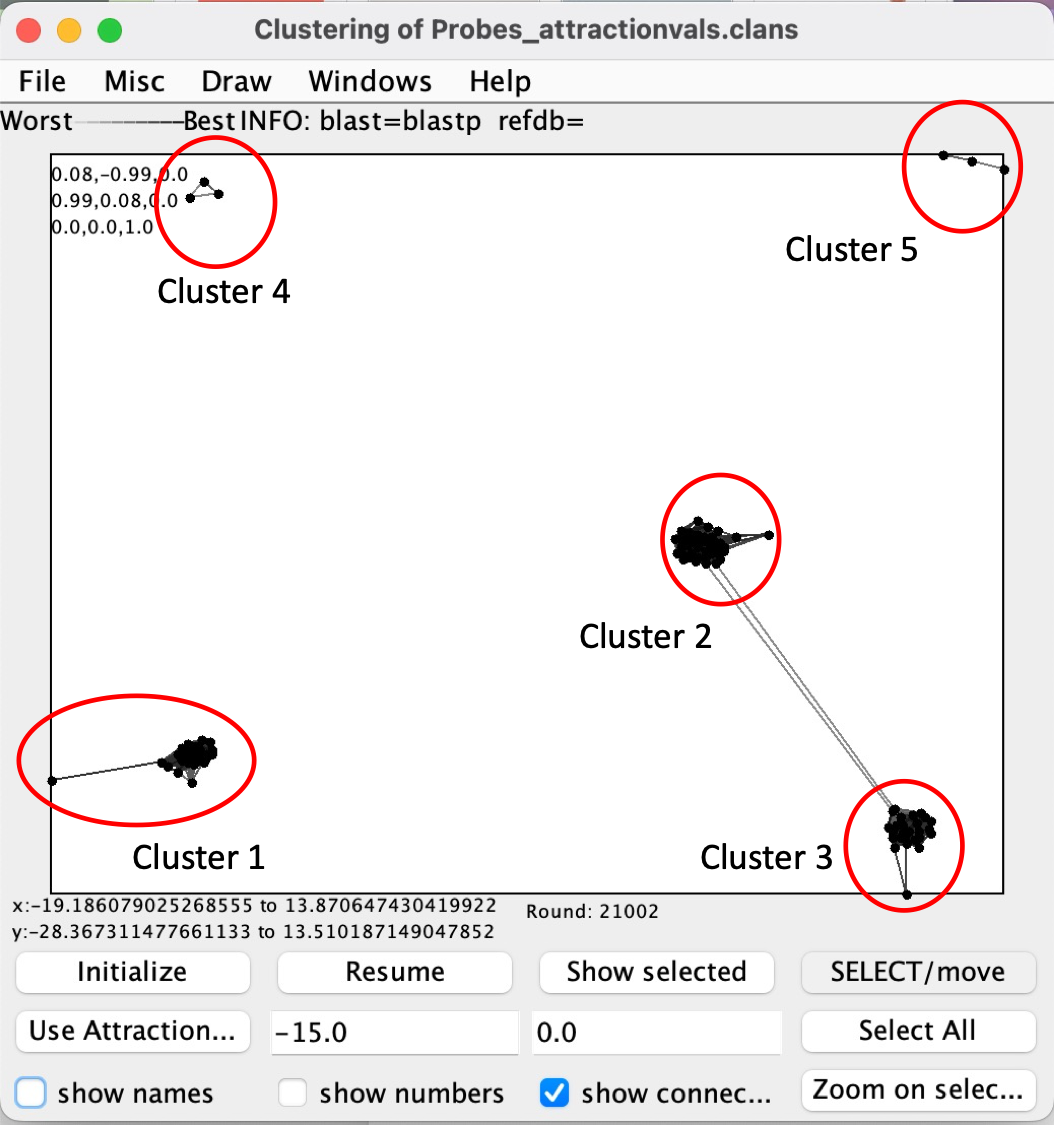 Clustering of Probes_attractionvals.clans
File Misc Draw Windows Help
Worst Best INFO: blast=blastp refdb=
0.08,-0.99,0.0
0.99,0.08,0.0
0.0,0.0,1.0
Cluster 5
Cluster 4
Cluster 2
Cluster 1
Cluster 3
x:-19.186079025268555 to 13.870647430419922
Round: 21002
y:-28.367311477661133 to 13.510187149047852
Initialize Resume Show selected SELECT/move
Use Attraction... -15.0 0.0 Select All
show names show numbers show connec... Zoom on selec...